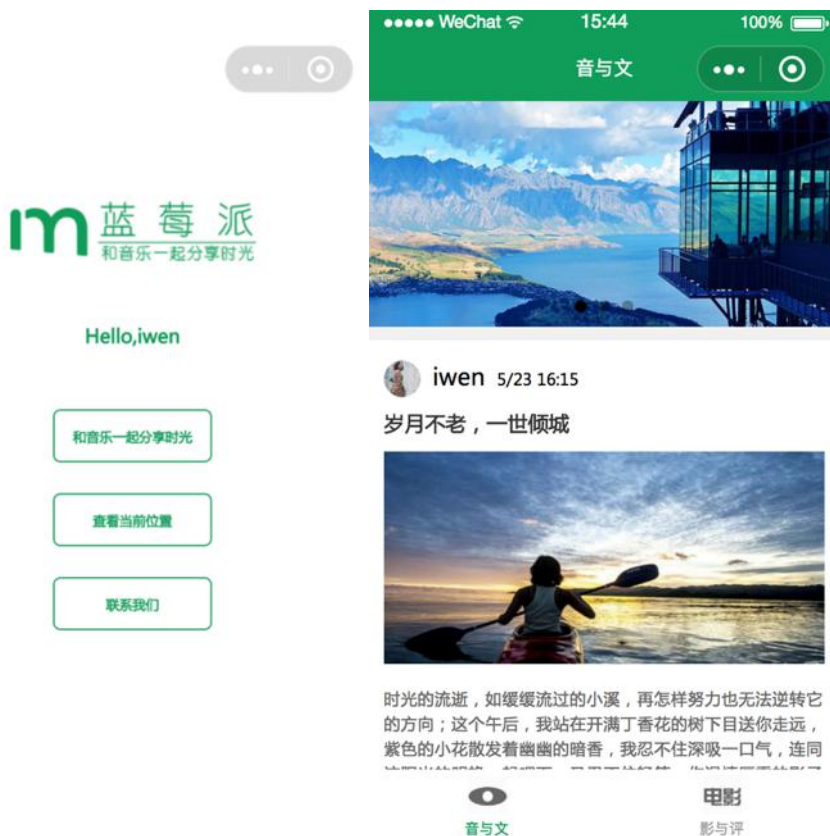 蓝莓派
和音乐一起分享时光
Hello,iwen
和音乐一起分享时光
查看当前位置
联系我们
WeChat 15:44 100%
音与文
iwen 5/23 16:15
岁月不老，一世倾城
时光的流逝，如缓缓流过的小溪，再怎样努力也无法逆转它
的方向；这个午后，我站在开满丁香花的树下目送你走远，
紫色的小花散发着幽幽的暗香，我忍不住深吸一口气，连同
电影
音与文 影与评